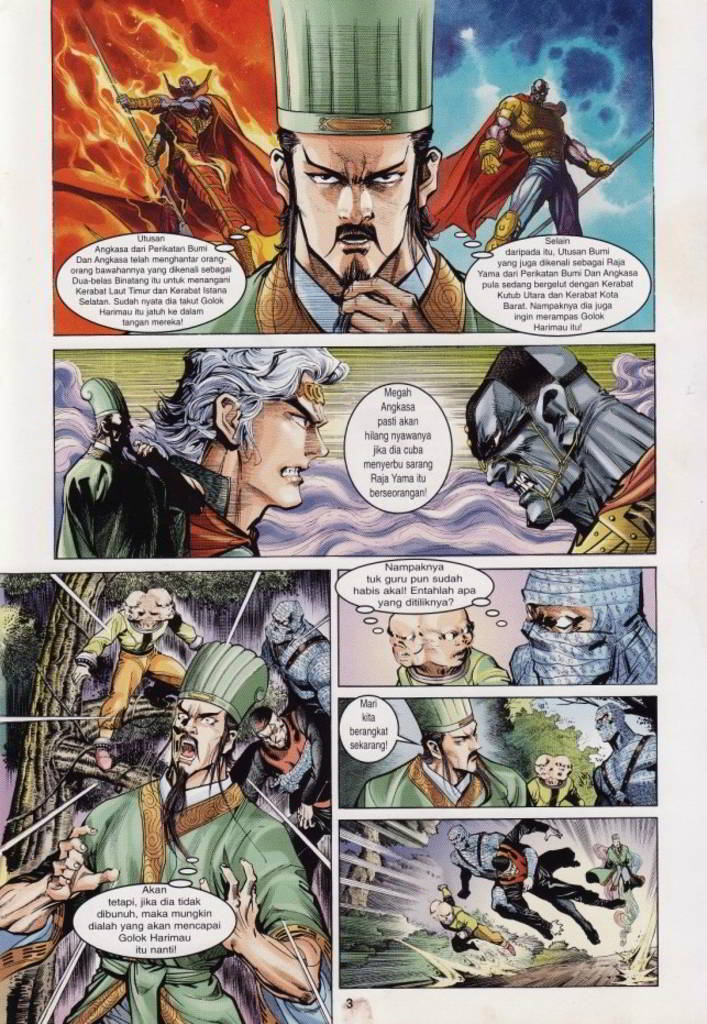 Utusan
Angkasa dari Perikatan Bumi
Dan Angkasa telah menghantar orang-
orang bawahannya yang dikenali sebagai
Dua-belas Binatang itu untuk menangani
Kerabat Laut Timur dan Kerabat Istana
Selatan. Sudah nyata dia takut Golok
Harimau itu jatuh ke dalam
tangan mereka!
Selain
daripada itu, Utusan Bumi
yang juga dikenali sebagai Raja
Yama dari Perikatan Bumi Dan Angkasa
pula sedang bergelut dengan Kerabat
Kutub Utara dan Kerabat Kota
Barat. Nampaknya dia juga
ingin merampas Golok
Harimau itu!
Megah
Angkasa
pasti akan
hilang nyawanya
jika dia cuba
menyerbu sarang
Raja Yama itu
berseorangan!
Akan
tetapi, jika dia tidak
dibunuh, maka mungkin
dialah yang akan mencapai
Golok Harimau
itu nanti!
Nampaknya
tuk guru pun sudah
habis akal! Entahlah apa
yang ditiliknya?
Mari
kita
berangkat
sekarang!
3